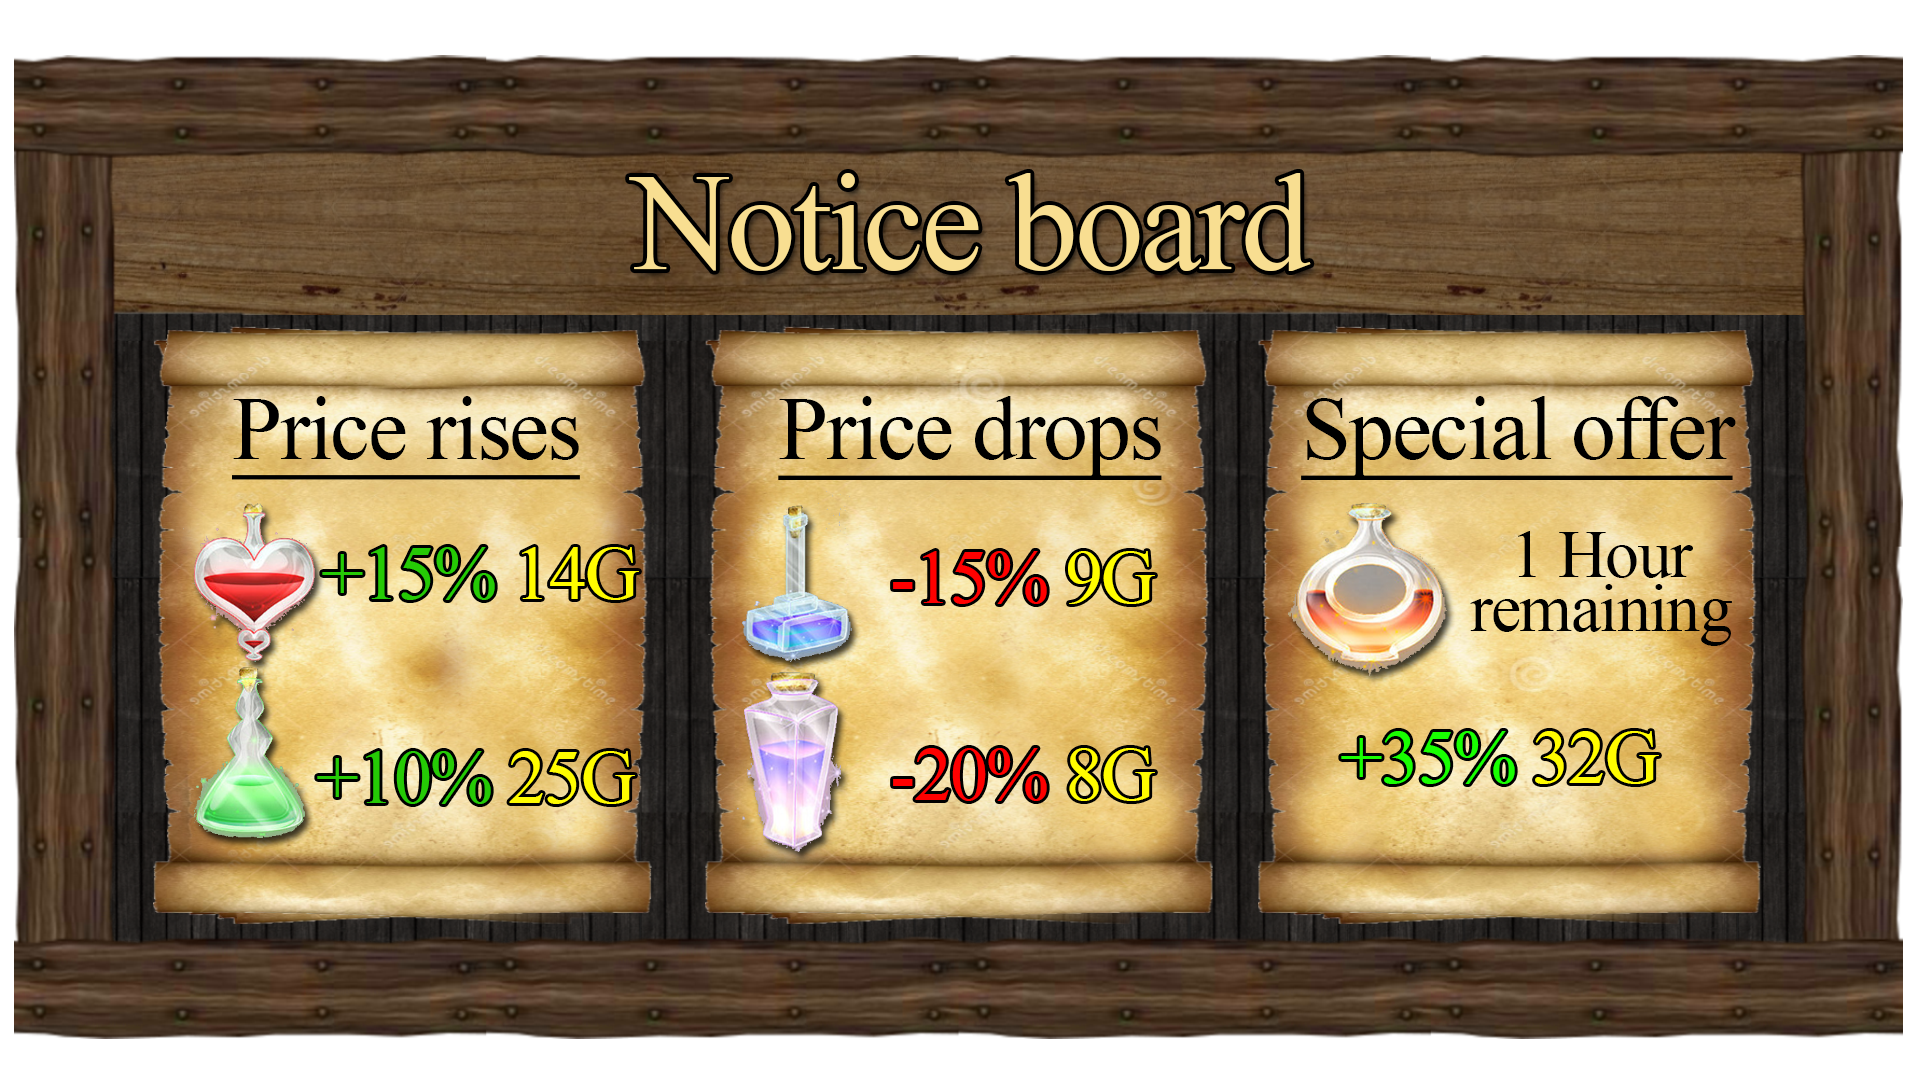 Notice board
Price rises
+15% 14G
+10% 25G
Price drops
-15% 9G
-20% 8G
Special offer
1 Hour
remaining
+35% 32G